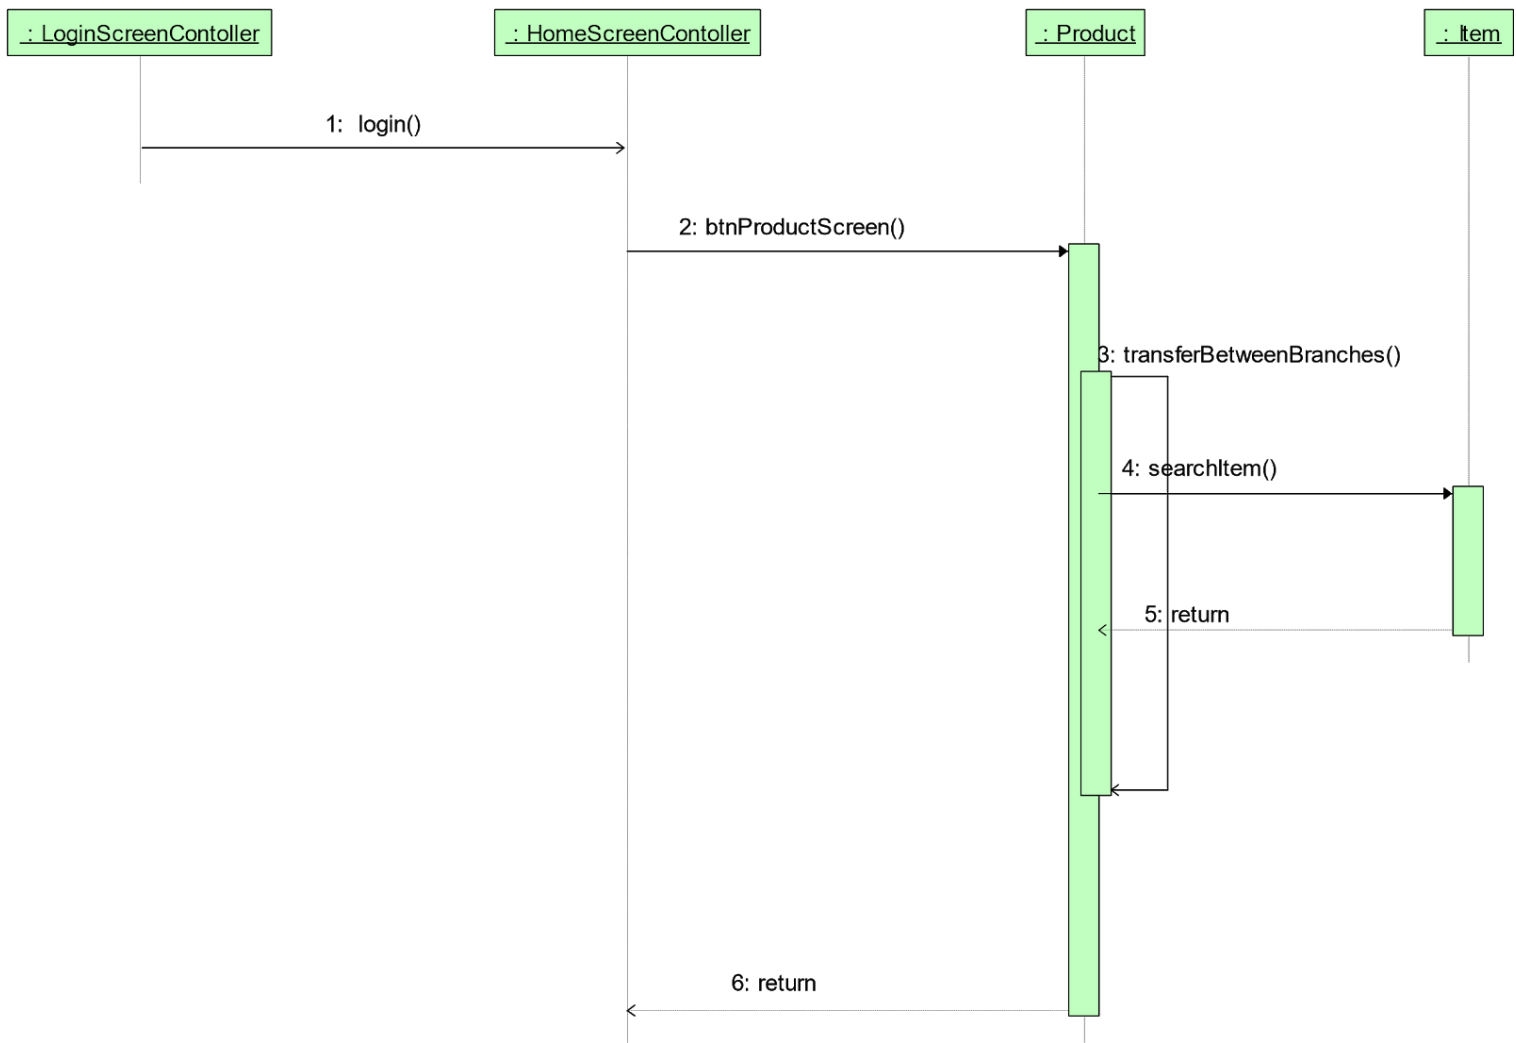 : LoginScreenContoller
: HomeScreenContoller
: Product
: Item
1: login()
2: btnProductScreen()
3: transferBetweenBranches()
4: searchItem()
5: return
6: return